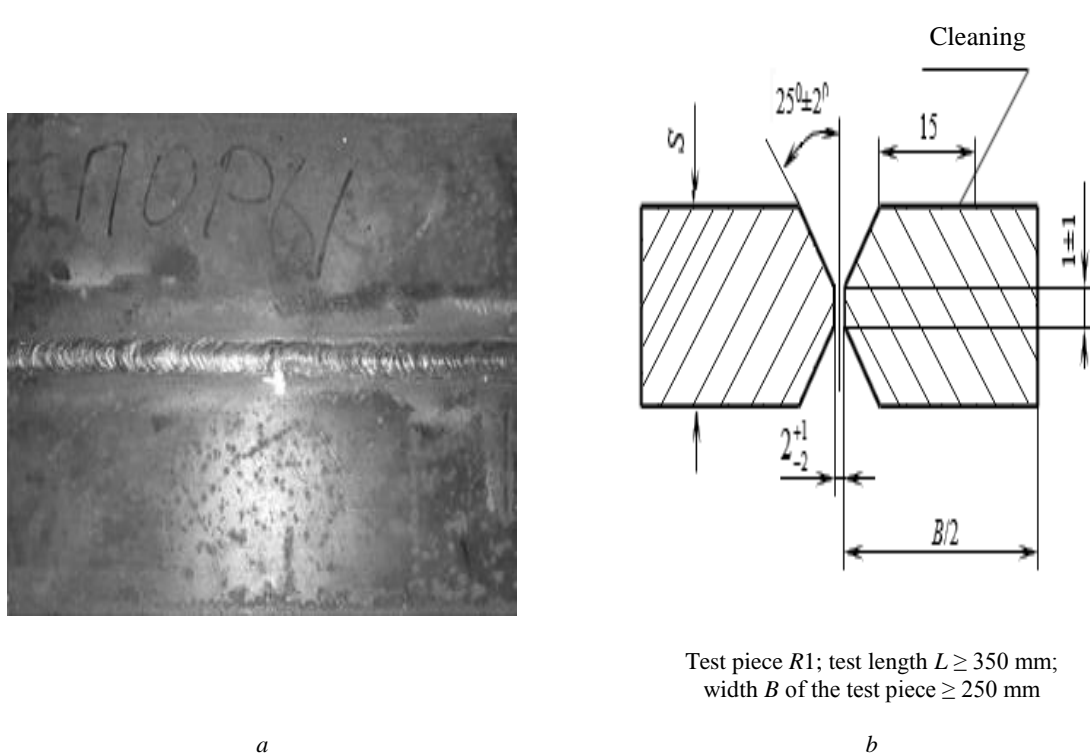 Cleaning
ПОРЫ
25⁰±2⁰
S
15
1±1
2 +1 −2
B/2
Test piece R1; test length L ≥ 350 mm;
width B of the test piece ≥ 250 mm
a b